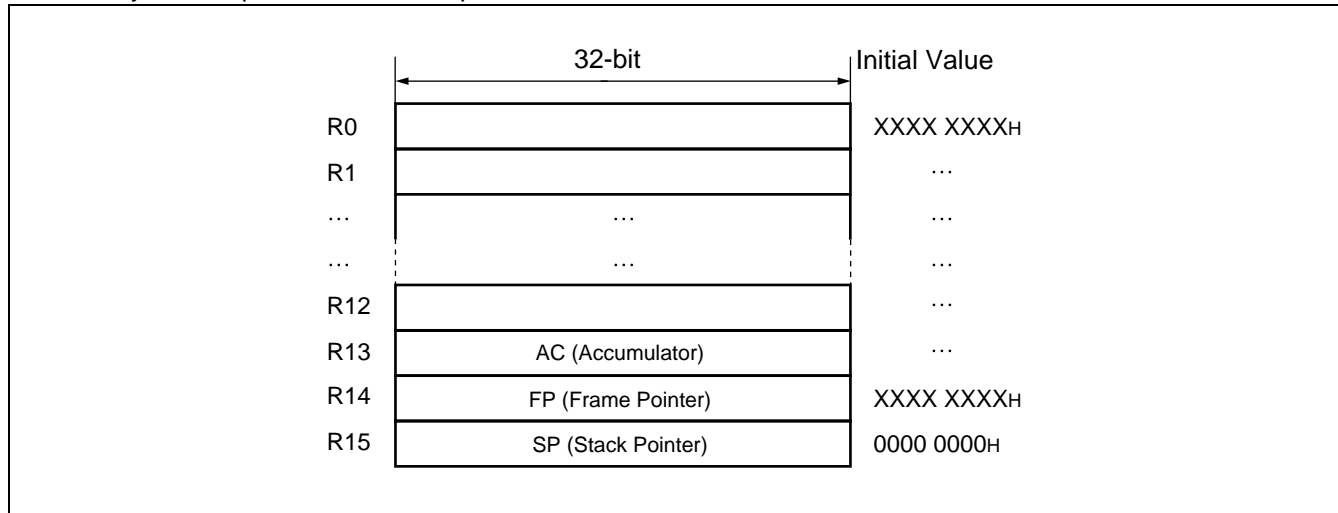 32-bit Initial Value
R0 XXXX XXXXH
R1 …
… … …
… … …
R12 …
R13 AC (Accumulator) …
R14 FP (Frame Pointer) XXXX XXXXH
R15 SP (Stack Pointer) 0000 0000H